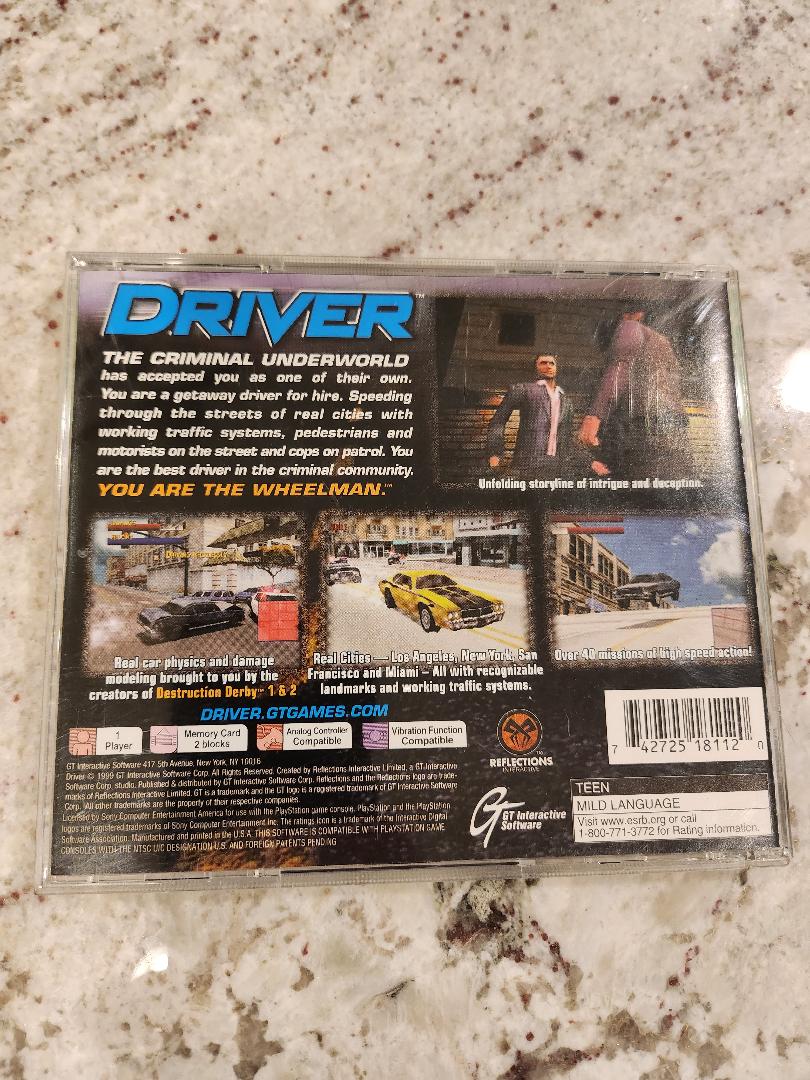 DRIVER™
THE CRIMINAL UNDERWORLD
has accepted you as one of their own.
You are a getaway driver for hire. Speeding
through the streets of real cities with
working traffic systems, pedestrians and
motorists on the street and cops on patrol. You
are the best driver in the criminal community.
YOU ARE THE WHEELMAN.™
Unfolding storyline of intrigue and deception.
Real car physics and damage
modeling brought to you by the
creators of Destruction Derby™ 1 & 2
Real Cities — Los Angeles, New York, San
Francisco and Miami – All with recognizable
landmarks and working traffic systems.
Over 40 missions of high speed action!
DRIVER.GTGAMES.COM
1
Player
Memory Card
2 blocks
Analog Controller
Compatible
Vibration Function
Compatible
REFLECTIONS
INTERACTIVE
™
7 42725 18112 0
GT Interactive Software 417 5th Avenue, New York, NY 10016
Driver © 1999 GT Interactive Software Corp. All Rights Reserved. Created by Reflections Interactive Limited, a GT Interactive
Software Corp. studio. Published & distributed by GT Interactive Software Corp. Reflections and the Reflections logo are trade-
marks of Reflections Interactive Limited. GT is a trademark and the GT logo is a registered trademark of GT Interactive Software
Corp. All other trademarks are the property of their respective companies.
Licensed by Sony Computer Entertainment America for use with the PlayStation game console. PlayStation and the PlayStation
logos are registered trademarks of Sony Computer Entertainment Inc. The ratings icon is a trademark of the Interactive Digital
Software Association. Manufactured and printed in the U.S.A. THIS SOFTWARE IS COMPATIBLE WITH PLAYSTATION GAME
CONSOLES WITH THE NTSC U/C DESIGNATION U.S. AND FOREIGN PATENTS PENDING
GT Interactive
Software
TEEN
MILD LANGUAGE
Visit www.esrb.org or call
1-800-771-3772 for Rating Information.